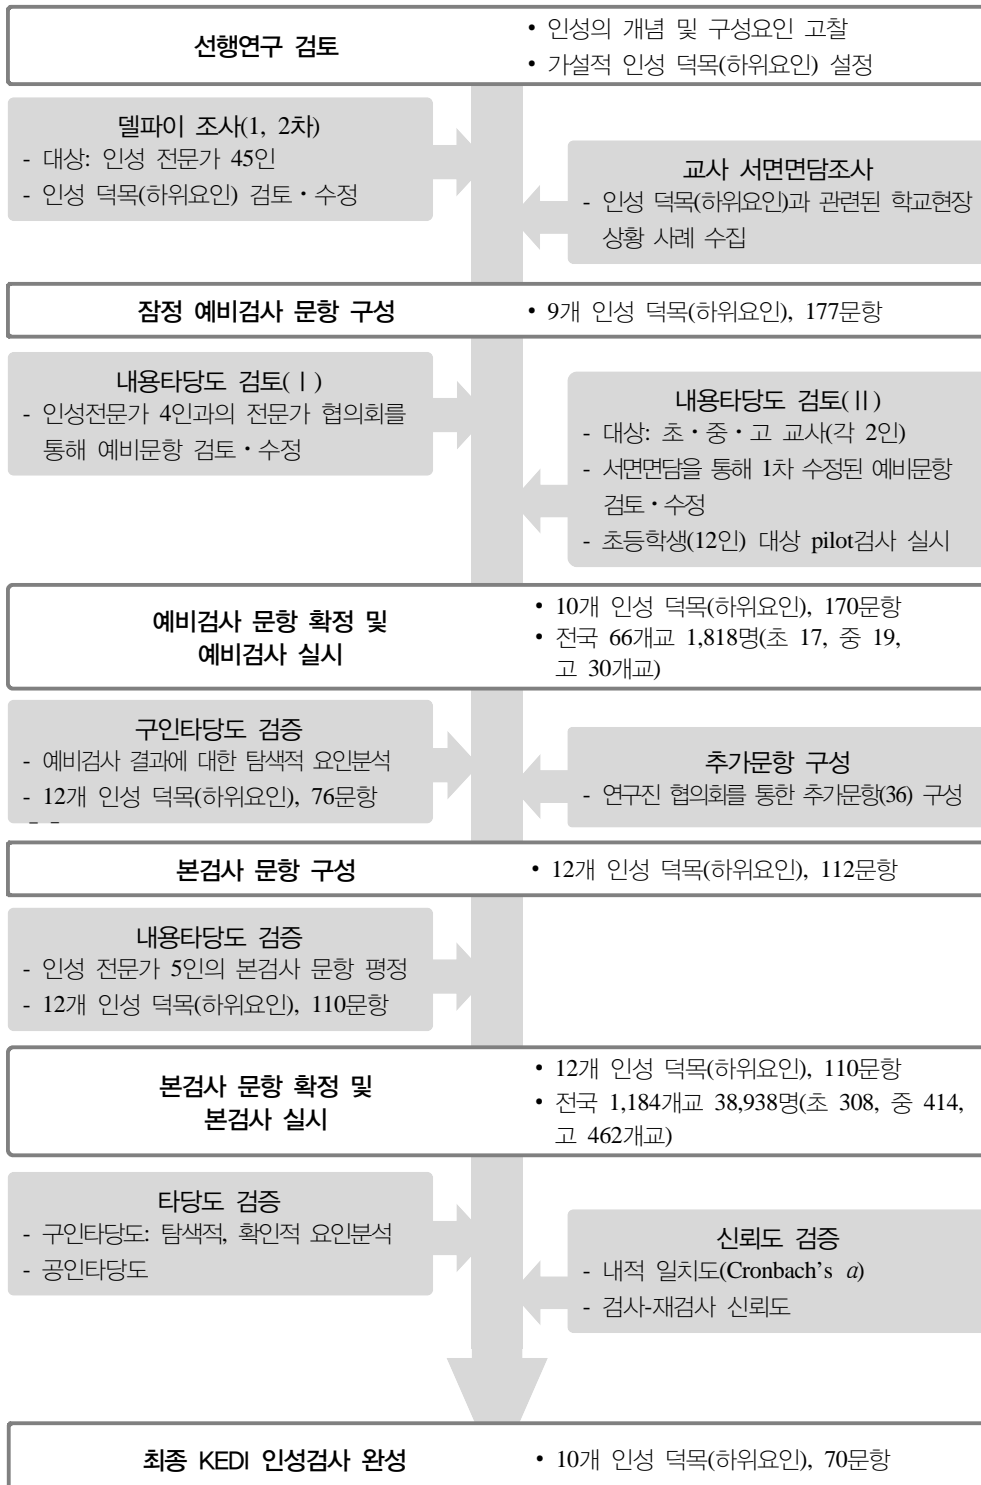 선행연구 검토
• 인성의 개념 및 구성요인 고찰
• 가설적 인성 덕목(하위요인) 설정
델파이 조사(1, 2차)
- 대상: 인성 전문가 45인
- 인성 덕목(하위요인) 검토・수정
교사 서면면담조사
- 인성 덕목(하위요인)과 관련된 학교현장
상황 사례 수집
잠정 예비검사 문항 구성
• 9개 인성 덕목(하위요인), 177문항
내용타당도 검토(Ⅰ)
- 인성전문가 4인과의 전문가 협의회를
통해 예비문항 검토・수정
내용타당도 검토(Ⅱ)
- 대상: 초・중・고 교사(각 2인)
- 서면면담을 통해 1차 수정된 예비문항
검토・수정
- 초등학생(12인) 대상 pilot검사 실시
예비검사 문항 확정 및
예비검사 실시
• 10개 인성 덕목(하위요인), 170문항
• 전국 66개교 1,818명(초 17, 중 19,
고 30개교)
구인타당도 검증
- 예비검사 결과에 대한 탐색적 요인분석
- 12개 인성 덕목(하위요인), 76문항
추가문항 구성
- 연구진 협의회를 통한 추가문항(36) 구성
본검사 문항 구성
• 12개 인성 덕목(하위요인), 112문항
내용타당도 검증
- 인성 전문가 5인의 본검사 문항 평정
- 12개 인성 덕목(하위요인), 110문항
본검사 문항 확정 및
본검사 실시
• 12개 인성 덕목(하위요인), 110문항
• 전국 1,184개교 38,938명(초 308, 중 414,
고 462개교)
타당도 검증
- 구인타당도: 탐색적, 확인적 요인분석
- 공인타당도
신뢰도 검증
- 내적 일치도(Cronbach’s a)
- 검사-재검사 신뢰도
최종 KEDI 인성검사 완성
• 10개 인성 덕목(하위요인), 70문항